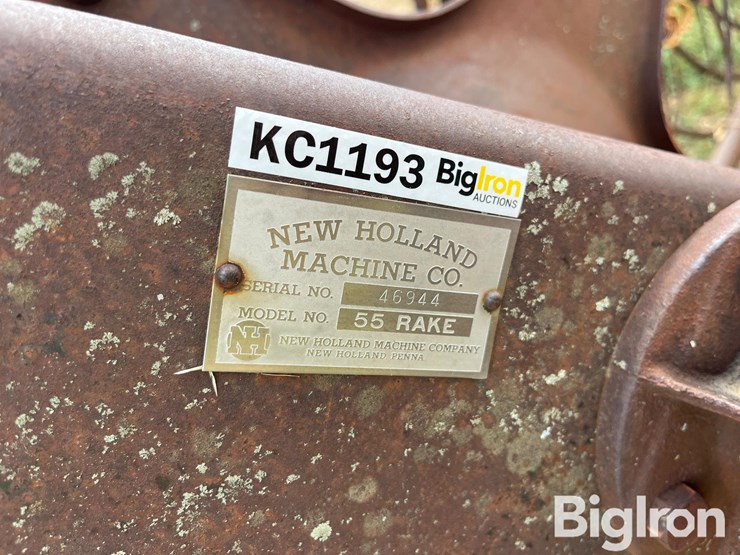 KC1193 BigIron
AUCTIONS
NEW HOLLAND
MACHINE CO.
SERIAL NO. 46944
MODEL NO. 55 RAKE
NH NEW HOLLAND MACHINE COMPANY
NEW HOLLAND PENNA
BigIron